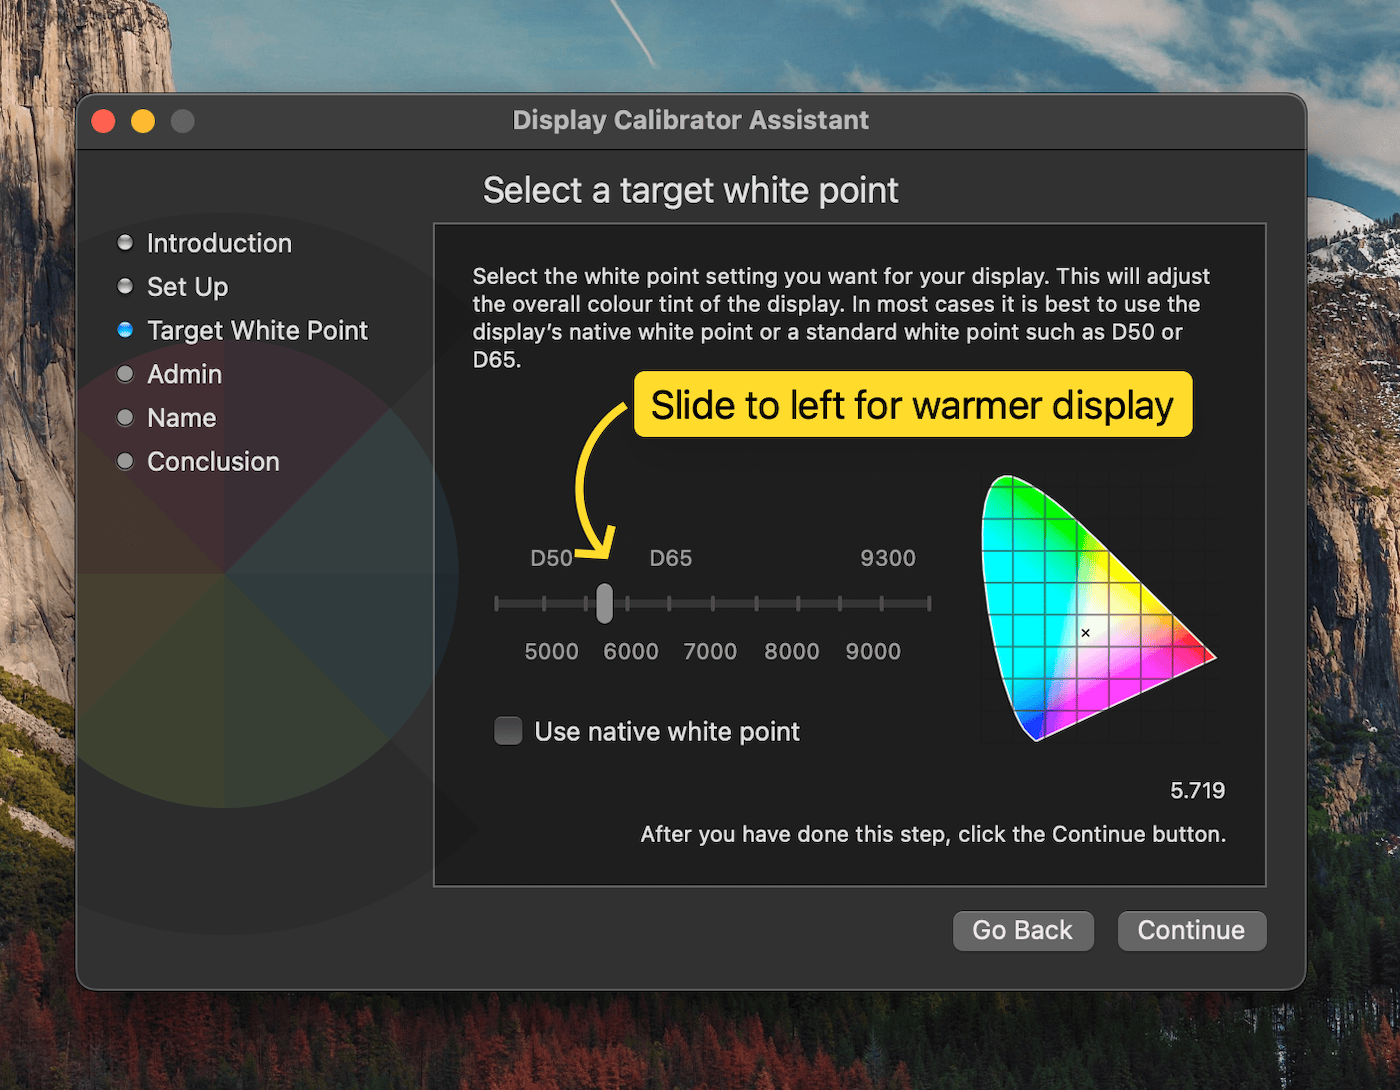 Display Calibrator Assistant
Select a target white point
Introduction
Set Up
Target White Point
Admin
Name
Conclusion
Select the white point setting you want for your display. This will adjust
the overall colour tint of the display. In most cases it is best to use the
display’s native white point or a standard white point such as D50 or
D65.
Slide to left for warmer display
D50 D65 9300
5000 6000 7000 8000 9000
Use native white point
5.719
After you have done this step, click the Continue button.
Go Back Continue